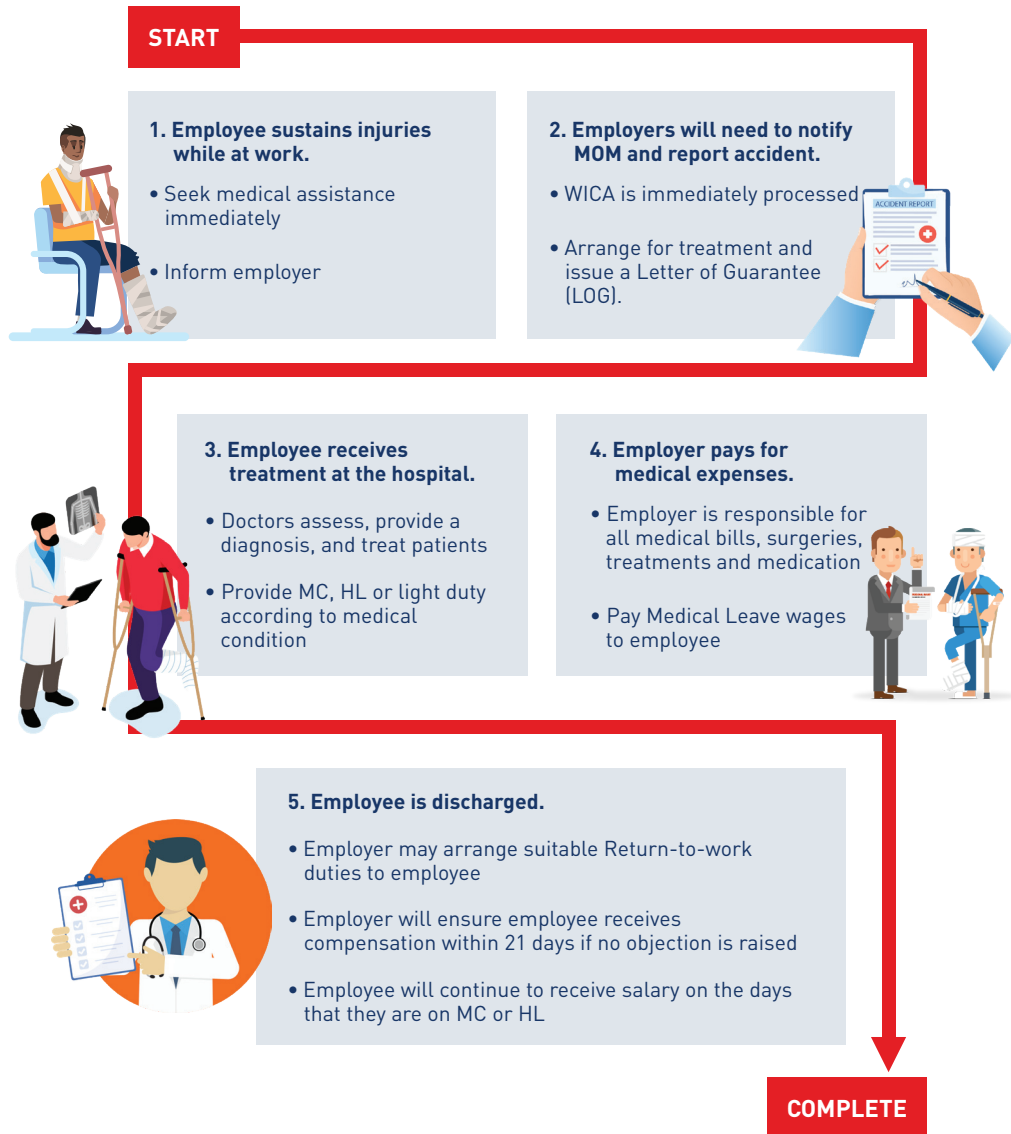 START
1. Employee sustains injuries
while at work.
• Seek medical assistance
immediately
• Inform employer
2. Employers will need to notify
MOM and report accident.
• WICA is immediately processed
• Arrange for treatment and
issue a Letter of Guarantee
(LOG).
ACCIDENT REPORT
3. Employee receives
treatment at the hospital.
• Doctors assess, provide a
diagnosis, and treat patients
• Provide MC, HL or light duty
according to medical
condition
4. Employer pays for
medical expenses.
• Employer is responsible for
all medical bills, surgeries,
treatments and medication
• Pay Medical Leave wages
to employee
5. Employee is discharged.
• Employer may arrange suitable Return-to-work
duties to employee
• Employer will ensure employee receives
compensation within 21 days if no objection is raised
• Employee will continue to receive salary on the days
that they are on MC or HL
COMPLETE